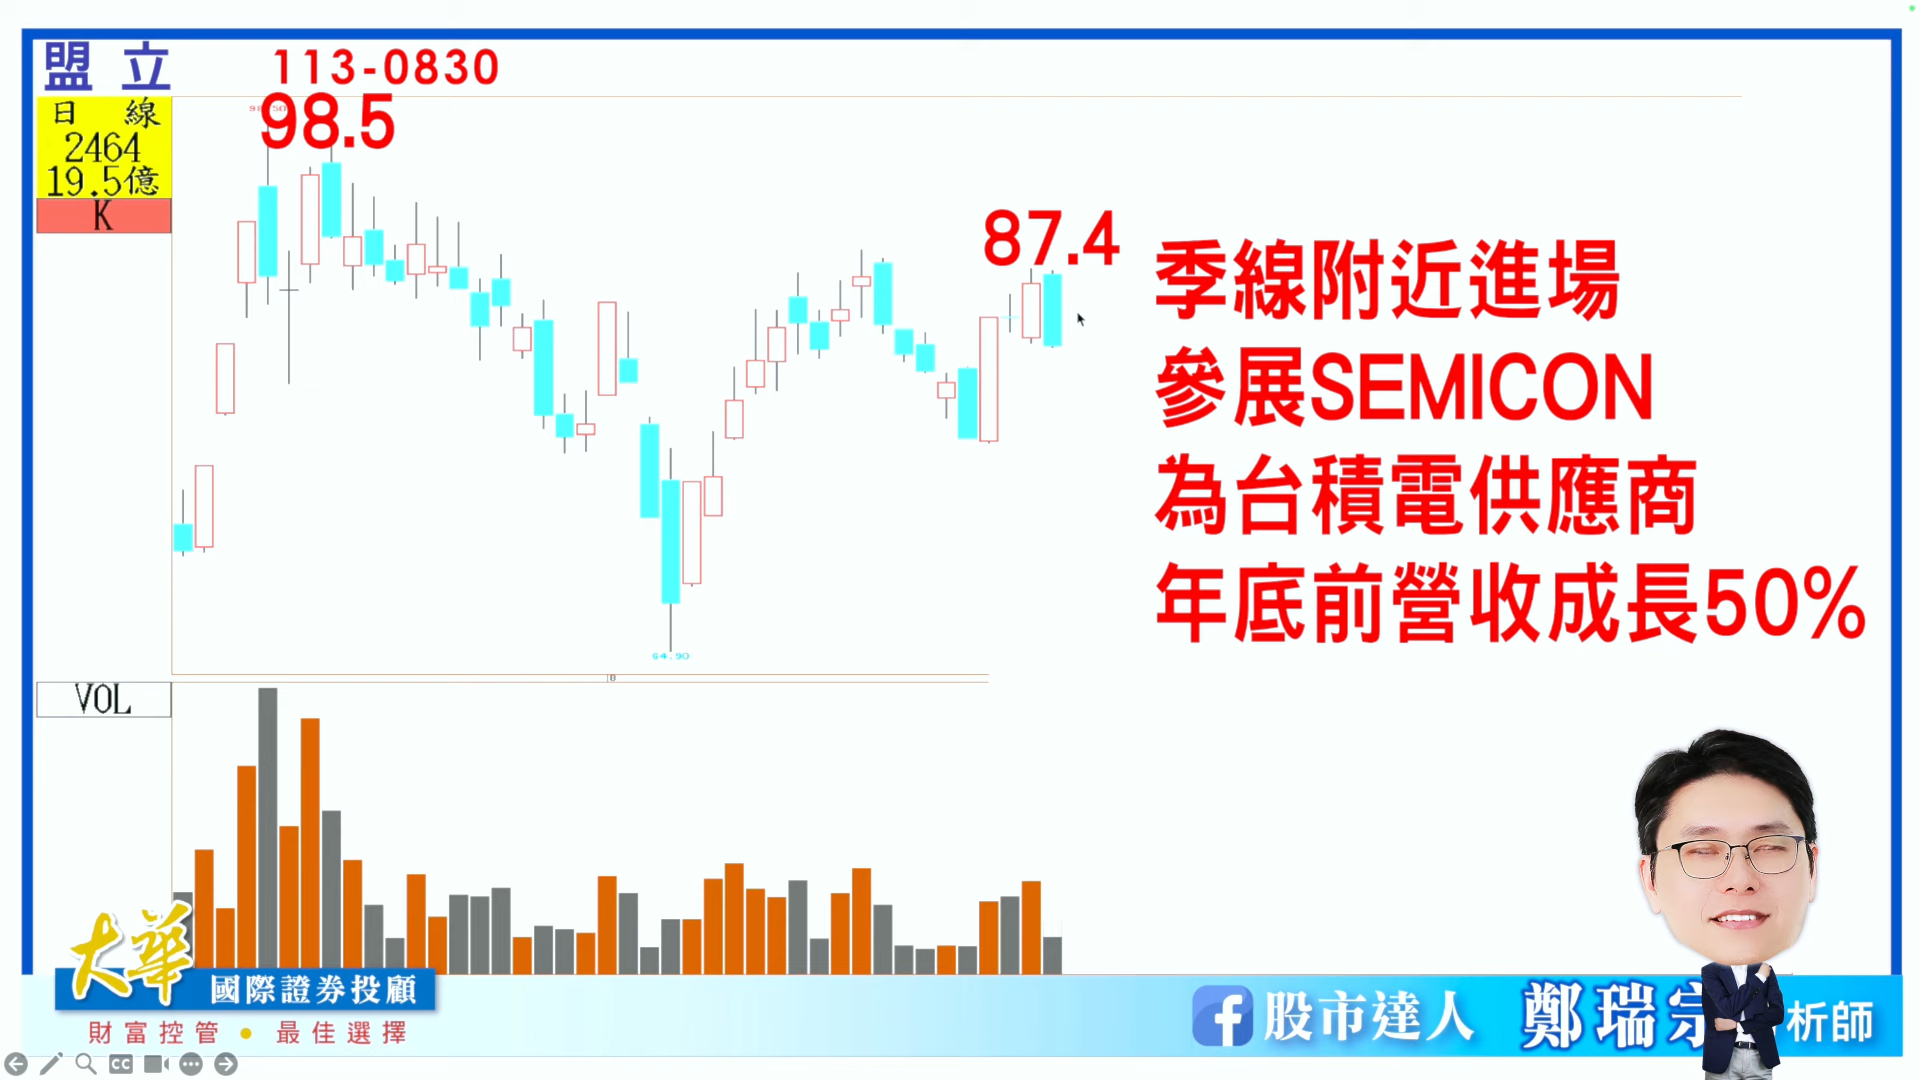 盟立
113-0830
98.5
日線
2464
19.5億
K
87.4
季線附近進場
參展SEMICON
為台積電供應商
年底前營收成長50%
64.90
VOL
大華
國際證券投顧
財富控管 • 最佳選擇
f 股市達人 鄭瑞宗 析師
CC